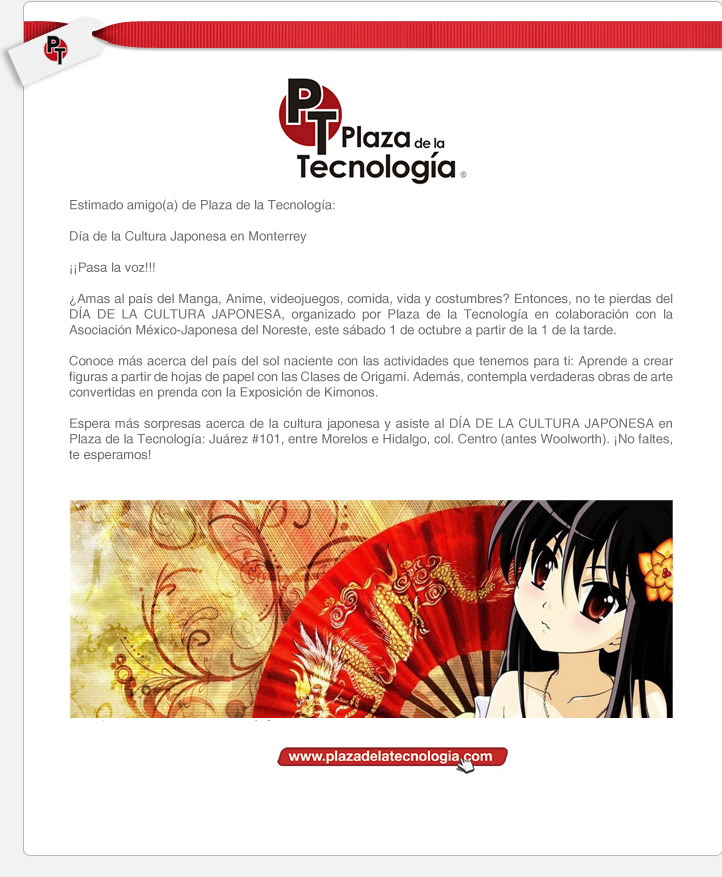 PT
PT Plaza de la
Tecnología ®
Estimado amigo(a) de Plaza de la Tecnología:
Día de la Cultura Japonesa en Monterrey
¡¡Pasa la voz!!!
¿Amas al país del Manga, Anime, videojuegos, comida, vida y costumbres? Entonces, no te pierdas del
DÍA DE LA CULTURA JAPONESA, organizado por Plaza de la Tecnología en colaboración con la
Asociación México-Japonesa del Noreste, este sábado 1 de octubre a partir de la 1 de la tarde.
Conoce más acerca del país del sol naciente con las actividades que tenemos para ti: Aprende a crear
figuras a partir de hojas de papel con las Clases de Origami. Además, contempla verdaderas obras de arte
convertidas en prenda con la Exposición de Kimonos.
Espera más sorpresas acerca de la cultura japonesa y asiste al DÍA DE LA CULTURA JAPONESA en
Plaza de la Tecnología: Juárez #101, entre Morelos e Hidalgo, col. Centro (antes Woolworth). ¡No faltes,
te esperamos!
www.plazadelatecnologia.com